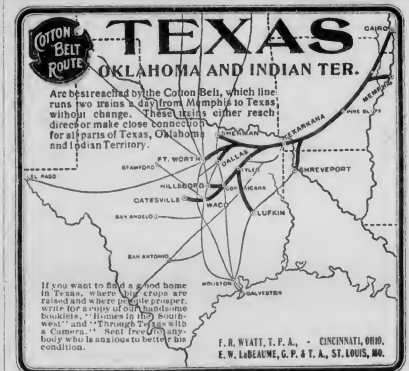 COTTON
BELT
ROUTE
TEXAS
OKLAHOMA AND INDIAN TER.
Are best reached by the Cotton Belt, which line
runs two trains a day from Memphis to Texas
without change. These trains either reach
direct or make close connection
for all parts of Texas, Oklahoma
and Indian Territory.
CAIRO
MEMPHIS
PINE BLUFF
TEXARKANA
SHERMAN
FT. WORTH
DALLAS
STAMFORD
TYLER
SHREVEPORT
EL PASO
HILLSBORO
CORSICANA
GATESVILLE
WACO
LUFKIN
SAN ANGELO
SAN ANTONIO
HOUSTON
GALVESTON
If you want to find a good home
in Texas, where big crops are
raised and where people prosper,
write for a copy of our handsome
booklets, "Homes in the South-
west" and "Through Texas with
a Camera." Sent free to any-
body who is anxious to better his
condition.
F. R. WYATT, T. P. A., - CINCINNATI, OHIO.
E. W. LaBEAUME, G. P. & T. A., ST. LOUIS, MO.